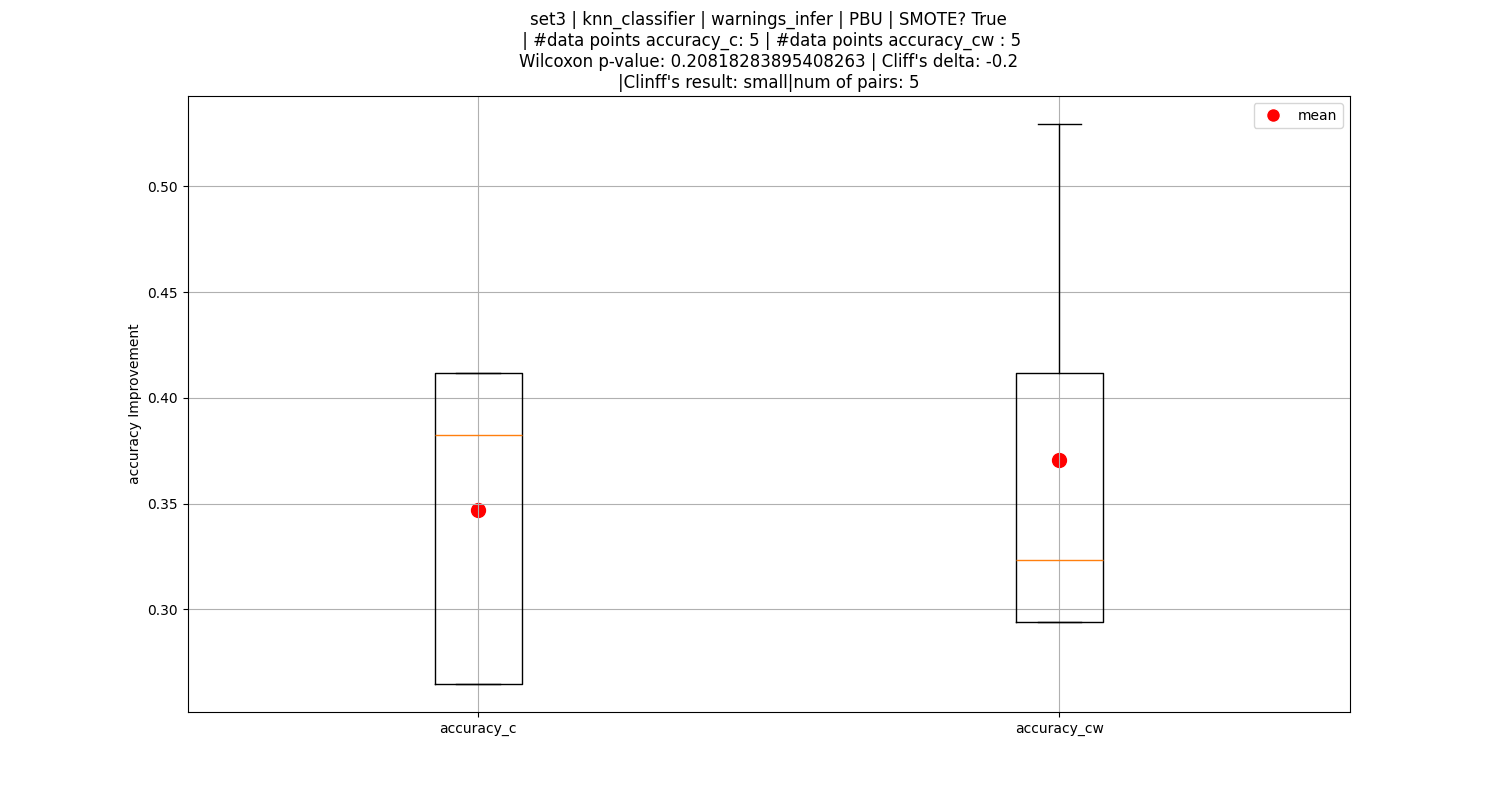 set3 | knn_classifier | warnings_infer | PBU | SMOTE? True
| #data points accuracy_c: 5 | #data points accuracy_cw : 5
Wilcoxon p-value: 0.20818283895408263 | Cliff's delta: -0.2
|Clinff's result: small|num of pairs: 5
mean
0.50
0.45
0.40
0.35
0.30
accuracy Improvement
accuracy_c
accuracy_cw